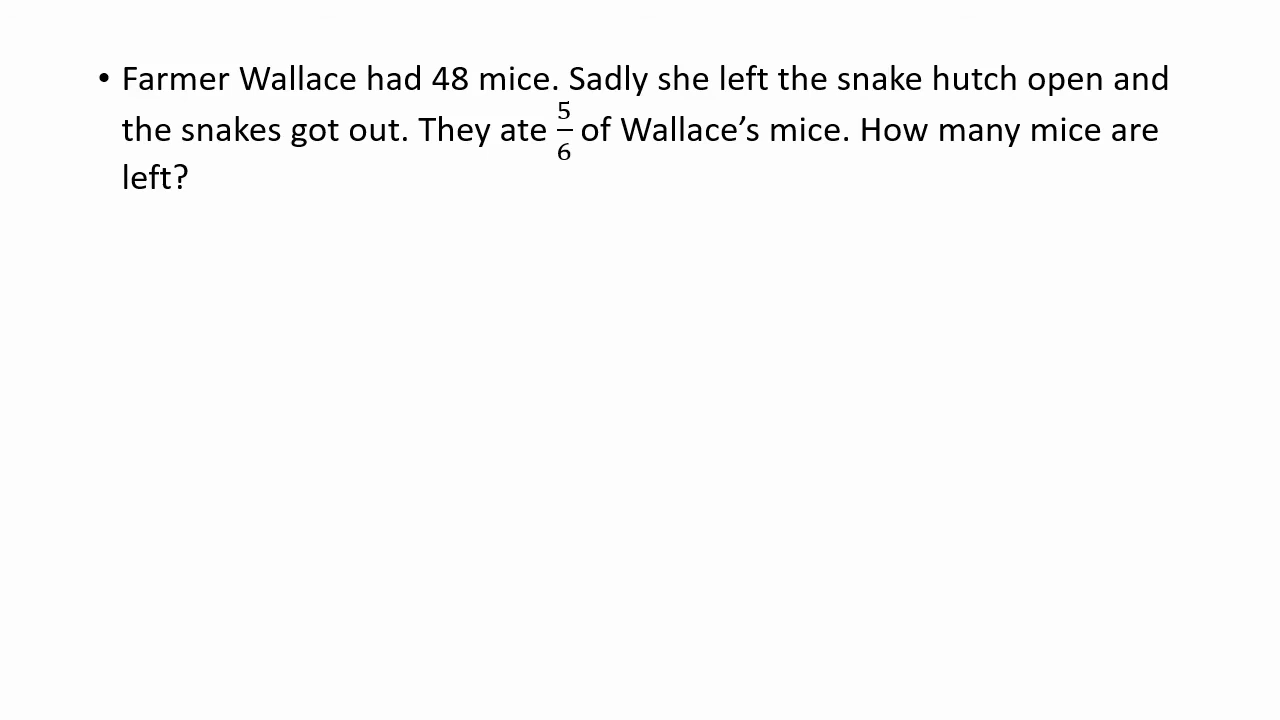 • Farmer Wallace had 48 mice. Sadly she left the snake hutch open and
the snakes got out. They ate 5/6 of Wallace’s mice. How many mice are
left?